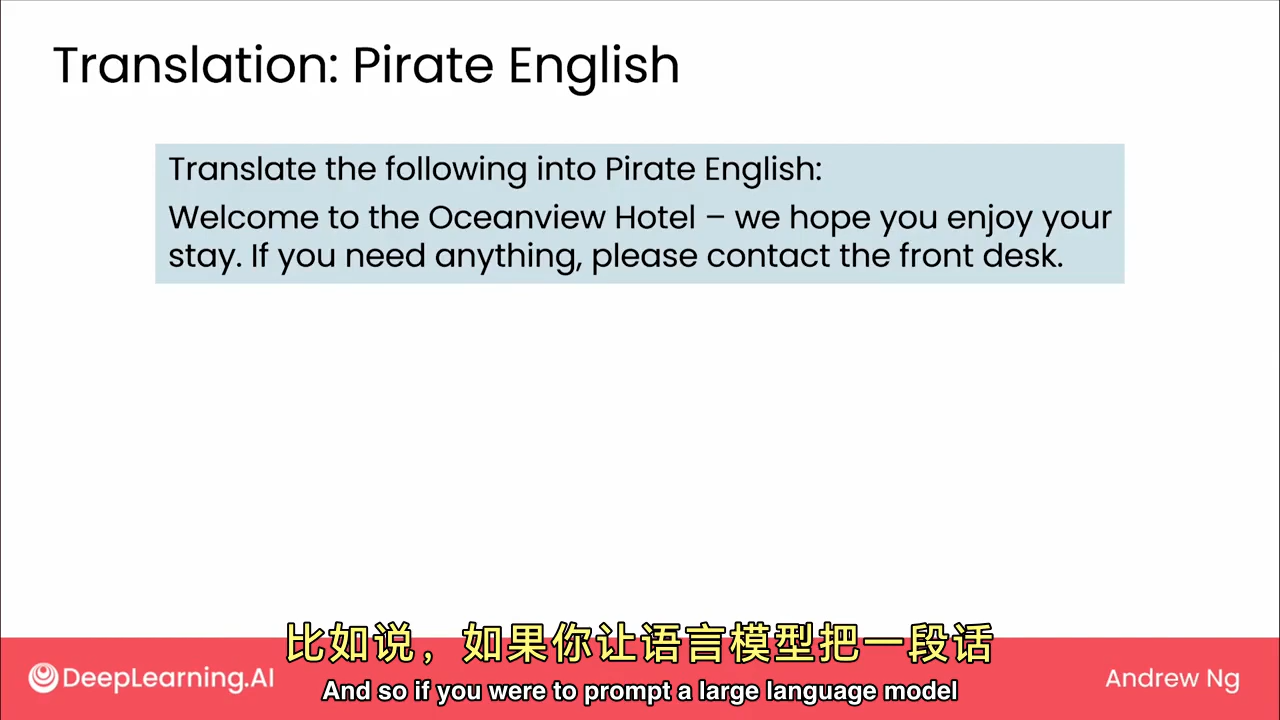 Translation: Pirate English
Translate the following into Pirate English:
Welcome to the Oceanview Hotel – we hope you enjoy your
stay. If you need anything, please contact the front desk.
比如说，如果你让语言模型把一段话
DeepLearning.AI
And so if you were to prompt a large language model
Andrew Ng